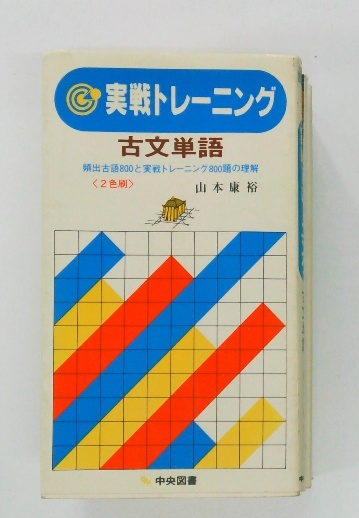 実戦トレーニング
古文単語
頻出古語800と実戦トレーニング800題の理解
〈2色刷〉
山本康裕
中央図書